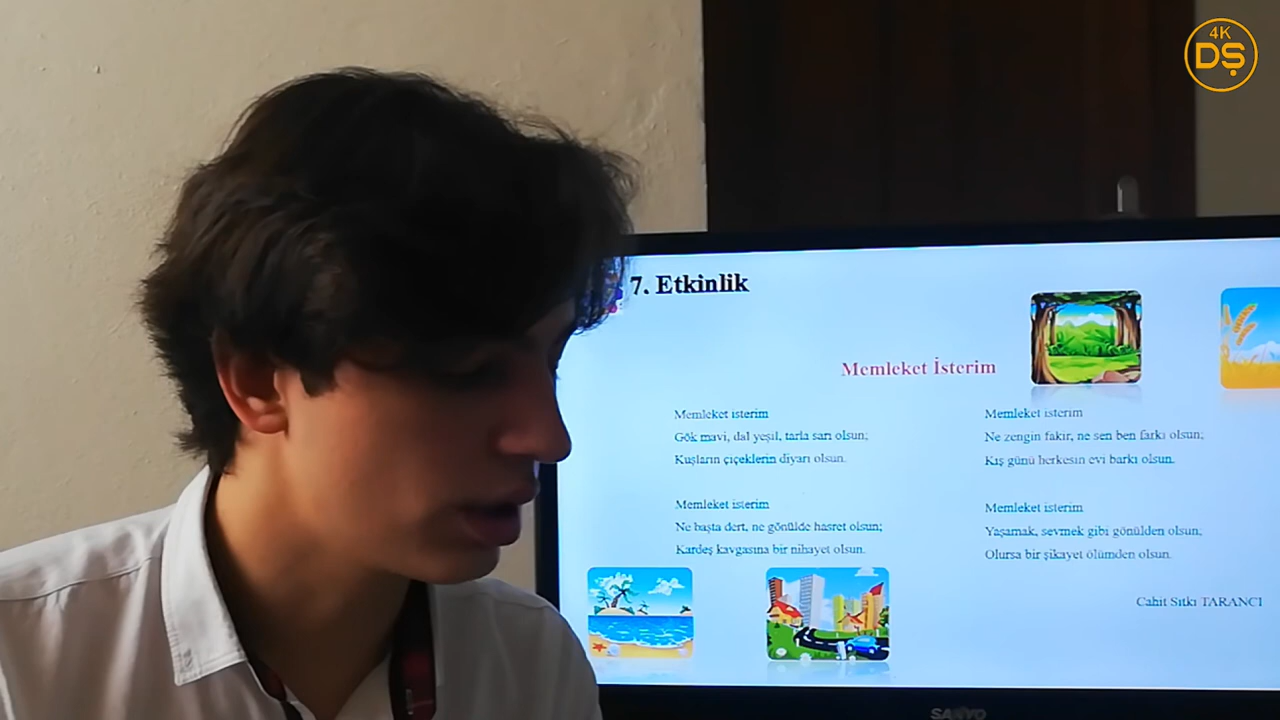 4K
DŞ
7. Etkinlik
Memleket İsterim
Memleket isterim
Gök mavi, dal yeşil, tarla sarı olsun;
Kuşların çiçeklerin diyarı olsun.
Memleket isterim
Ne başta dert, ne gönülde hasret olsun;
Kardeş kavgasına bir nihayet olsun.
Memleket isterim
Ne zengin fakir, ne sen ben farkı olsun;
Kış günü herkesin evi barkı olsun.
Memleket isterim
Yaşamak, sevmek gibi gönülden olsun;
Olursa bir şikayet ölümden olsun.
Cahit Sıtkı TARANCI
SANYO